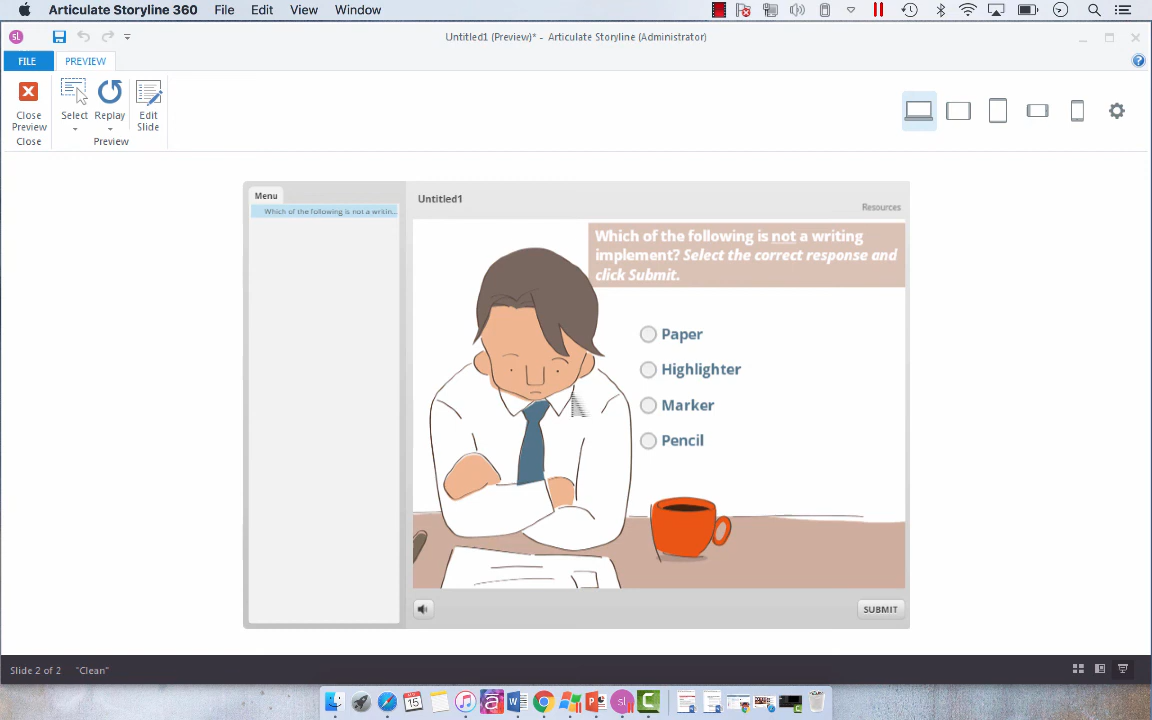 Articulate Storyline 360 File Edit View Window
sl
Untitled1 (Preview)* - Articulate Storyline (Administrator)
FILE PREVIEW
Close Preview
Select
Replay
Edit Slide
Close
Preview
Menu
Which of the following is not a writin...
Untitled1
Resources
Which of the following is not a writing
implement? Select the correct response and
click Submit.
Paper
Highlighter
Marker
Pencil
SUBMIT
Slide 2 of 2 "Clean"
15